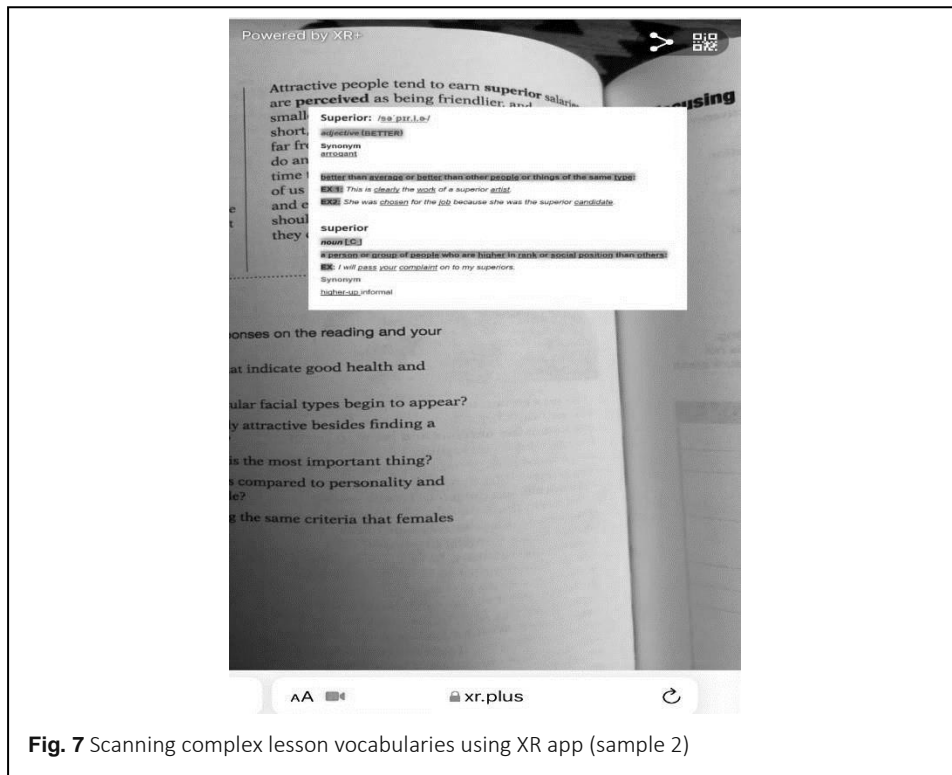 Powered by XR+
Attractive people tend to earn superior salaries
are perceived as being friendlier, and
small
short,
far fr
do an
time
of us
and e
shoul
they
using
Superior: /səˈpɪr.i.ɚ/
adjective (BETTER)
Synonym
arrogant
better than average or better than other people or things of the same type:
EX 1: This is clearly the work of a superior artist.
EX2: She was chosen for the job because she was the superior candidate.
superior
noun [C]
a person or group of people who are higher in rank or social position than others:
EX: I will pass your complaint on to my superiors.
Synonym
higher-up informal
onses on the reading and your
at indicate good health and
ular facial types begin to appear?
y attractive besides finding a
is the most important thing?
s compared to personality and
le?
g the same criteria that females
AA
xr.plus
Fig. 7 Scanning complex lesson vocabularies using XR app (sample 2)